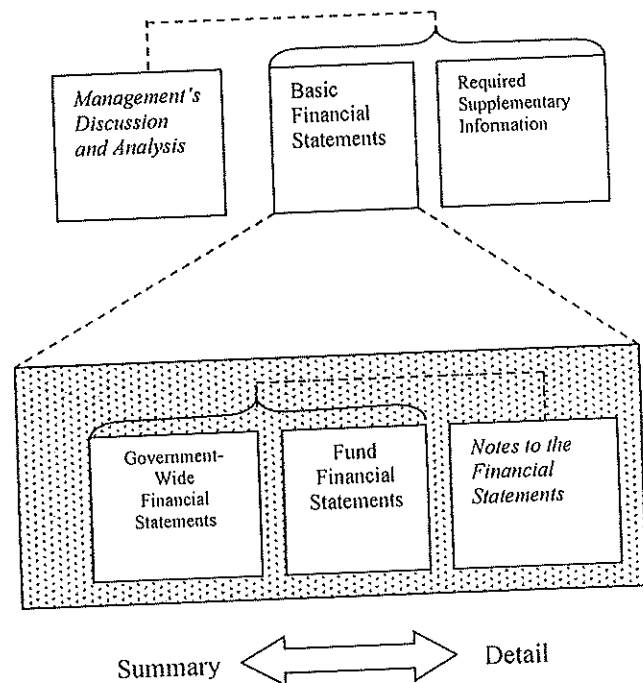 Management's
Discussion
and Analysis
Basic
Financial
Statements
Required
Supplementary
Information
Government-
Wide
Financial
Statements
Fund
Financial
Statements
Notes to the
Financial
Statements
Summary
Detail